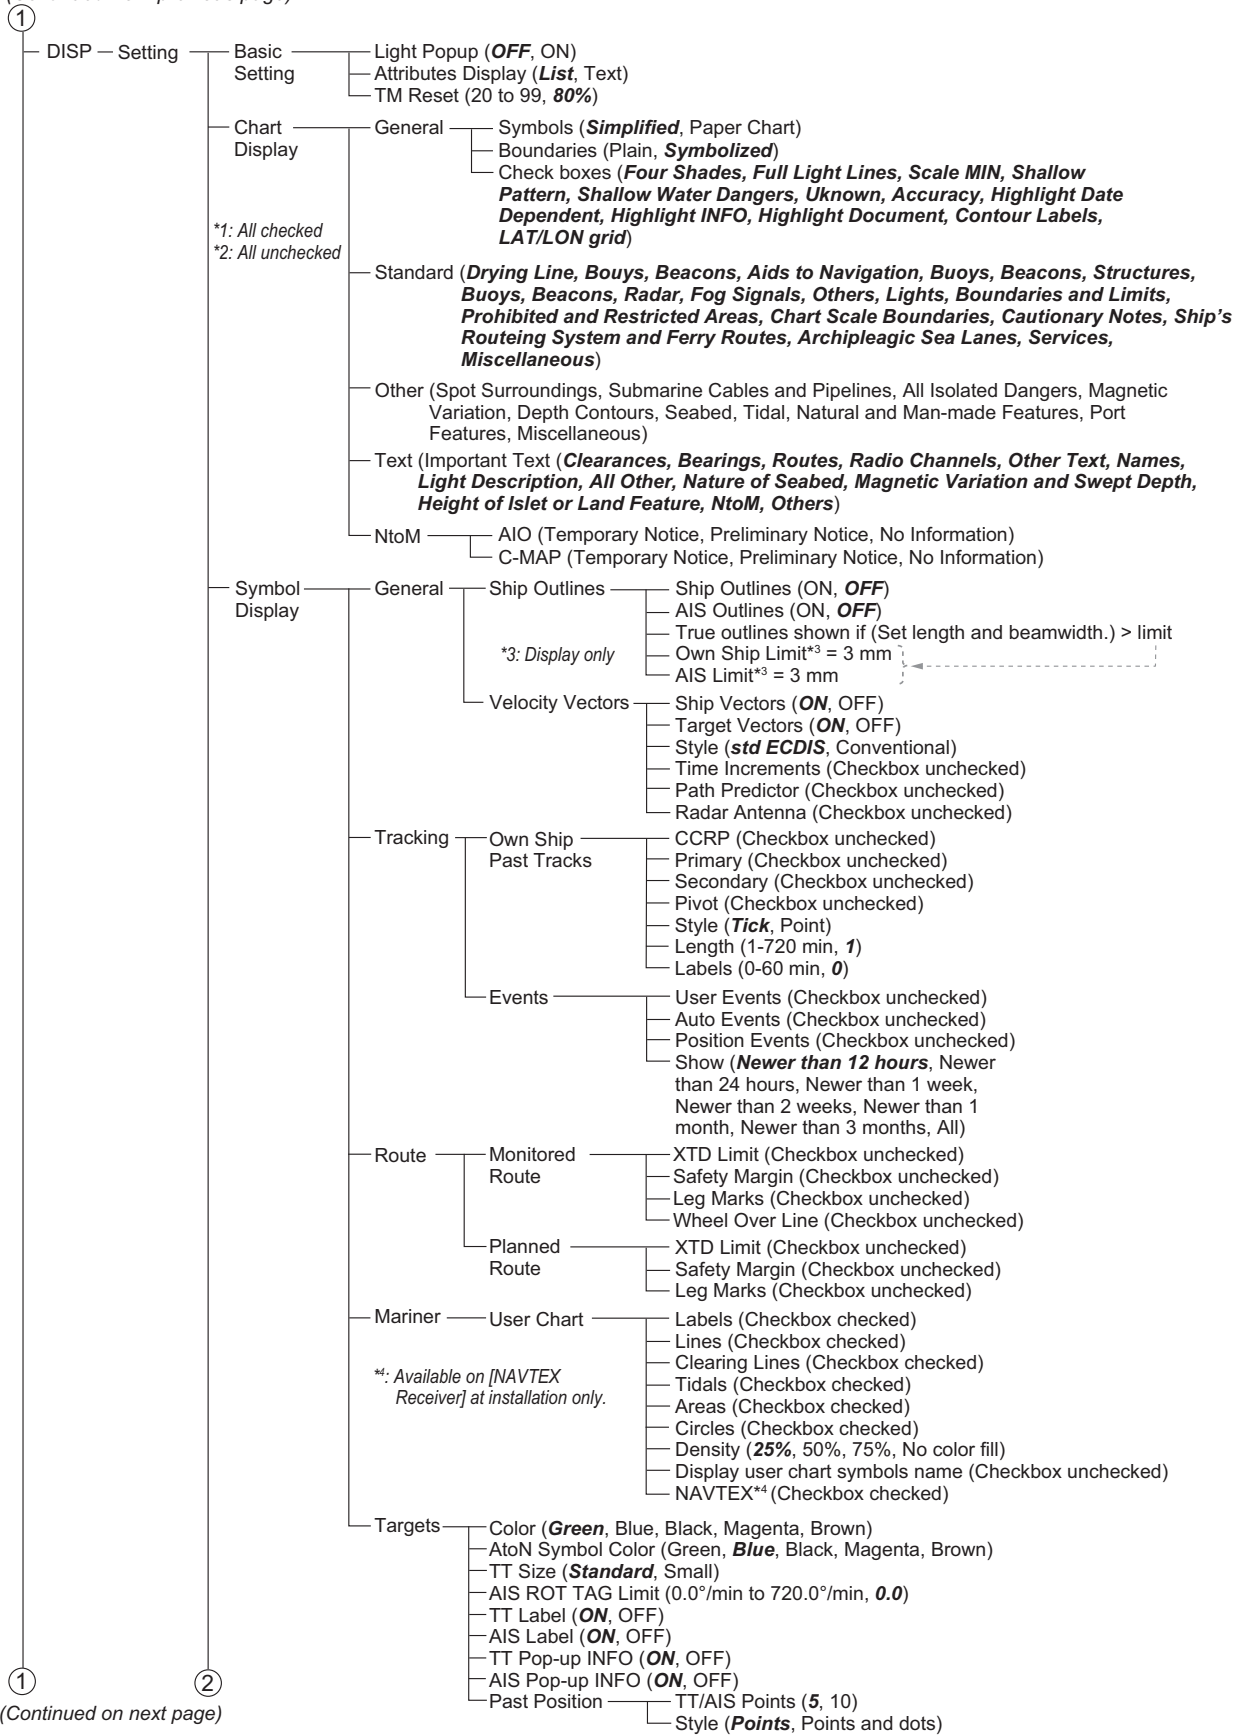 1
DISP Setting Basic Setting Light Popup (OFF, ON)
Attributes Display (List, Text)
TM Reset (20 to 99, 80%)
Chart Display General Symbols (Simplified, Paper Chart)
Boundaries (Plain, Symbolized)
Check boxes (Four Shades, Full Light Lines, Scale MIN, Shallow
Pattern, Shallow Water Dangers, Uknown, Accuracy, Highlight Date
Dependent, Highlight INFO, Highlight Document, Contour Labels,
LAT/LON grid)
*1: All checked
*2: All unchecked
Standard (Drying Line, Bouys, Beacons, Aids to Navigation, Buoys, Beacons, Structures,
Buoys, Beacons, Radar, Fog Signals, Others, Lights, Boundaries and Limits,
Prohibited and Restricted Areas, Chart Scale Boundaries, Cautionary Notes, Ship's
Routeing System and Ferry Routes, Archipleagic Sea Lanes, Services,
Miscellaneous)
Other (Spot Surroundings, Submarine Cables and Pipelines, All Isolated Dangers, Magnetic
Variation, Depth Contours, Seabed, Tidal, Natural and Man-made Features, Port
Features, Miscellaneous)
Text (Important Text (Clearances, Bearings, Routes, Radio Channels, Other Text, Names,
Light Description, All Other, Nature of Seabed, Magnetic Variation and Swept Depth,
Height of Islet or Land Feature, NtoM, Others)
NtoM AIO (Temporary Notice, Preliminary Notice, No Information)
C-MAP (Temporary Notice, Preliminary Notice, No Information)
Symbol Display General Ship Outlines Ship Outlines (ON, OFF)
AIS Outlines (ON, OFF)
True outlines shown if (Set length and beamwidth.) > limit
Own Ship Limit*3 = 3 mm
AIS Limit*3 = 3 mm
*3: Display only
Velocity Vectors Ship Vectors (ON, OFF)
Target Vectors (ON, OFF)
Style (std ECDIS, Conventional)
Time Increments (Checkbox unchecked)
Path Predictor (Checkbox unchecked)
Radar Antenna (Checkbox unchecked)
Tracking Own Ship Past Tracks CCRP (Checkbox unchecked)
Primary (Checkbox unchecked)
Secondary (Checkbox unchecked)
Pivot (Checkbox unchecked)
Style (Tick, Point)
Length (1-720 min, 1)
Labels (0-60 min, 0)
Events User Events (Checkbox unchecked)
Auto Events (Checkbox unchecked)
Position Events (Checkbox unchecked)
Show (Newer than 12 hours, Newer
than 24 hours, Newer than 1 week,
Newer than 2 weeks, Newer than 1
month, Newer than 3 months, All)
Route Monitored Route XTD Limit (Checkbox unchecked)
Safety Margin (Checkbox unchecked)
Leg Marks (Checkbox unchecked)
Wheel Over Line (Checkbox unchecked)
Planned Route XTD Limit (Checkbox unchecked)
Safety Margin (Checkbox unchecked)
Leg Marks (Checkbox unchecked)
Mariner User Chart Labels (Checkbox checked)
Lines (Checkbox checked)
Clearing Lines (Checkbox checked)
Tidals (Checkbox checked)
Areas (Checkbox checked)
Circles (Checkbox checked)
Density (25%, 50%, 75%, No color fill)
Display user chart symbols name (Checkbox unchecked)
NAVTEX*4 (Checkbox checked)
*4: Available on [NAVTEX
Receiver] at installation only.
Targets Color (Green, Blue, Black, Magenta, Brown)
AtoN Symbol Color (Green, Blue, Black, Magenta, Brown)
TT Size (Standard, Small)
AIS ROT TAG Limit (0.0°/min to 720.0°/min, 0.0)
TT Label (ON, OFF)
AIS Label (ON, OFF)
TT Pop-up INFO (ON, OFF)
AIS Pop-up INFO (ON, OFF)
Past Position TT/AIS Points (5, 10)
Style (Points, Points and dots)
1 2
(Continued on next page)